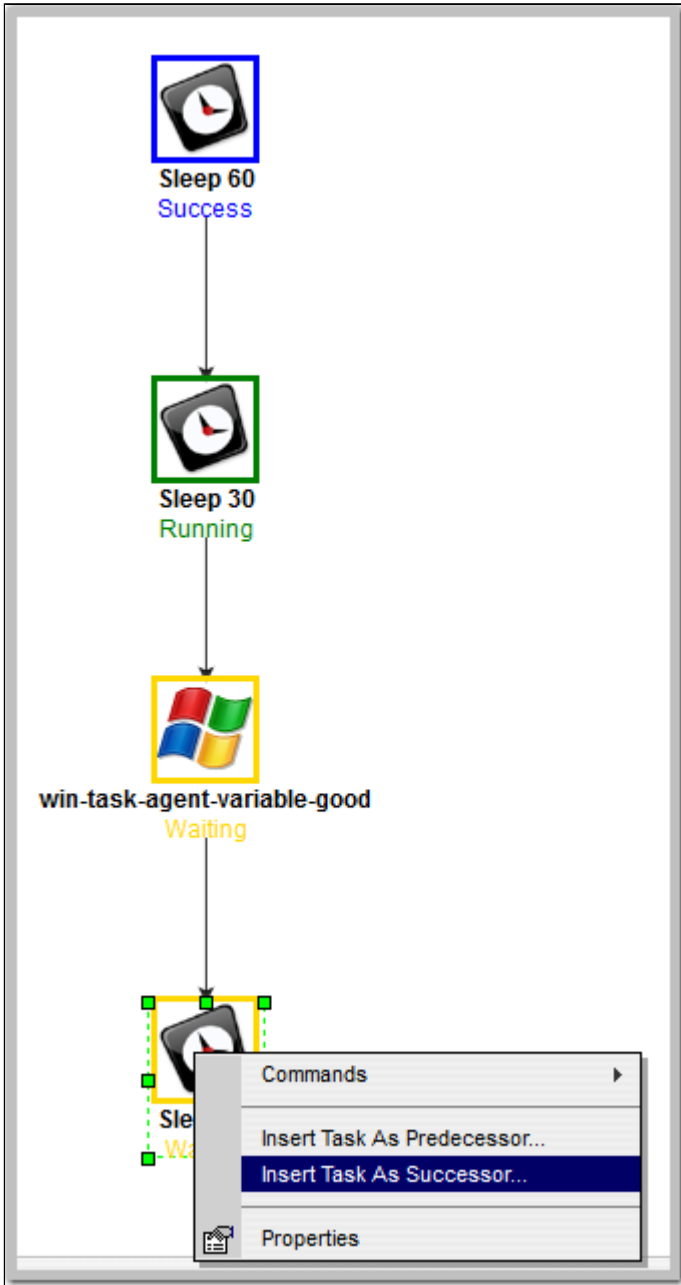 Sleep 60
Success
Sleep 30
Running
win-task-agent-variable-good
Waiting
Commands
Insert Task As Predecessor...
Insert Task As Successor...
Properties